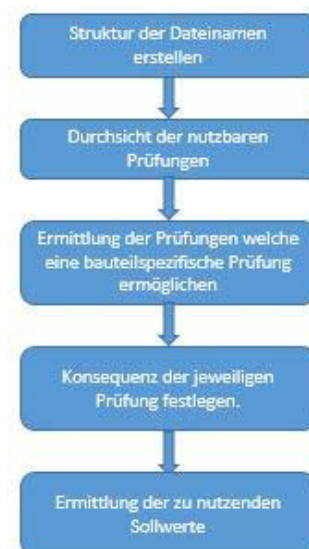 Struktur der Dateinamen
erstellen
Durchsicht der nutzbaren
Prüfungen
Ermittlung der Prüfungen welche
eine bauteilspezifische Prüfung
ermöglichen
Konsequenz der jeweiligen
Prüfung festlegen.
Ermittlung der zu nutzenden
Sollwerte